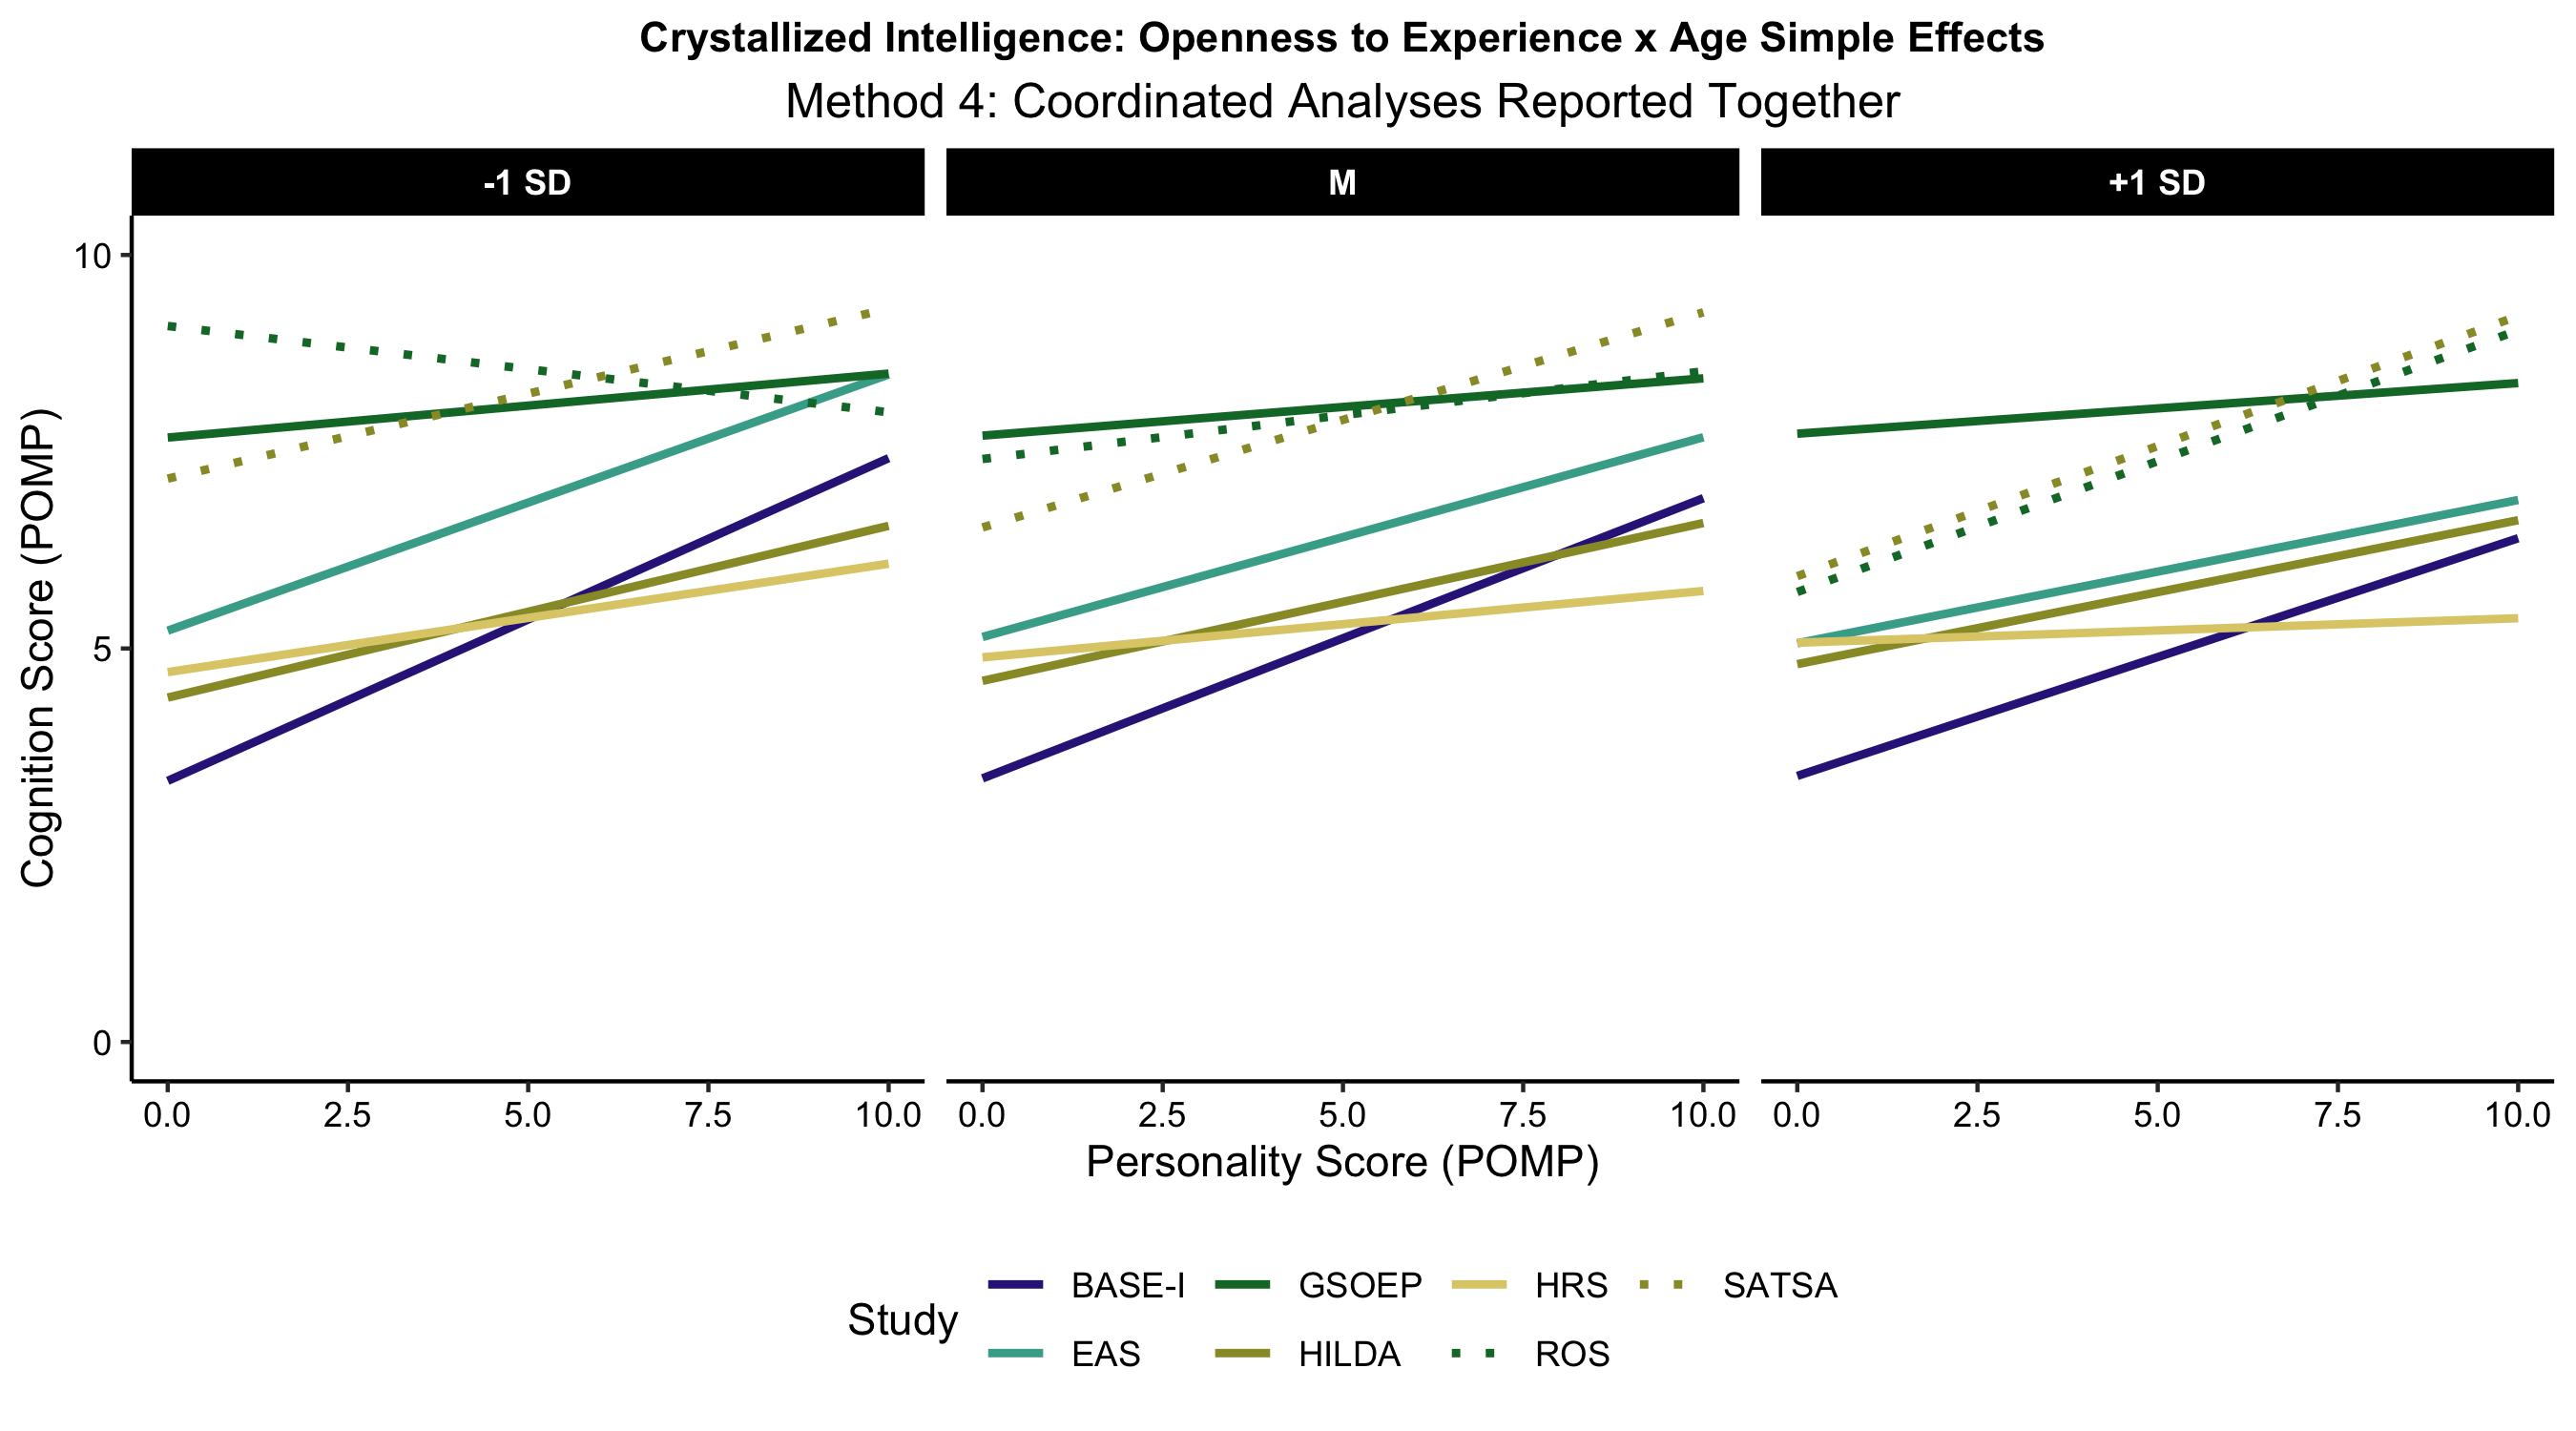 Crystallized Intelligence: Openness to Experience x Age Simple Effects
Method 4: Coordinated Analyses Reported Together
-1 SD M +1 SD
Cognition Score (POMP)
10
5
0
0.0 2.5 5.0 7.5 10.0 0.0 2.5 5.0 7.5 10.0 0.0 2.5 5.0 7.5 10.0
Personality Score (POMP)
Study
BASE-I GSOEP HRS SATSA
EAS HILDA ROS